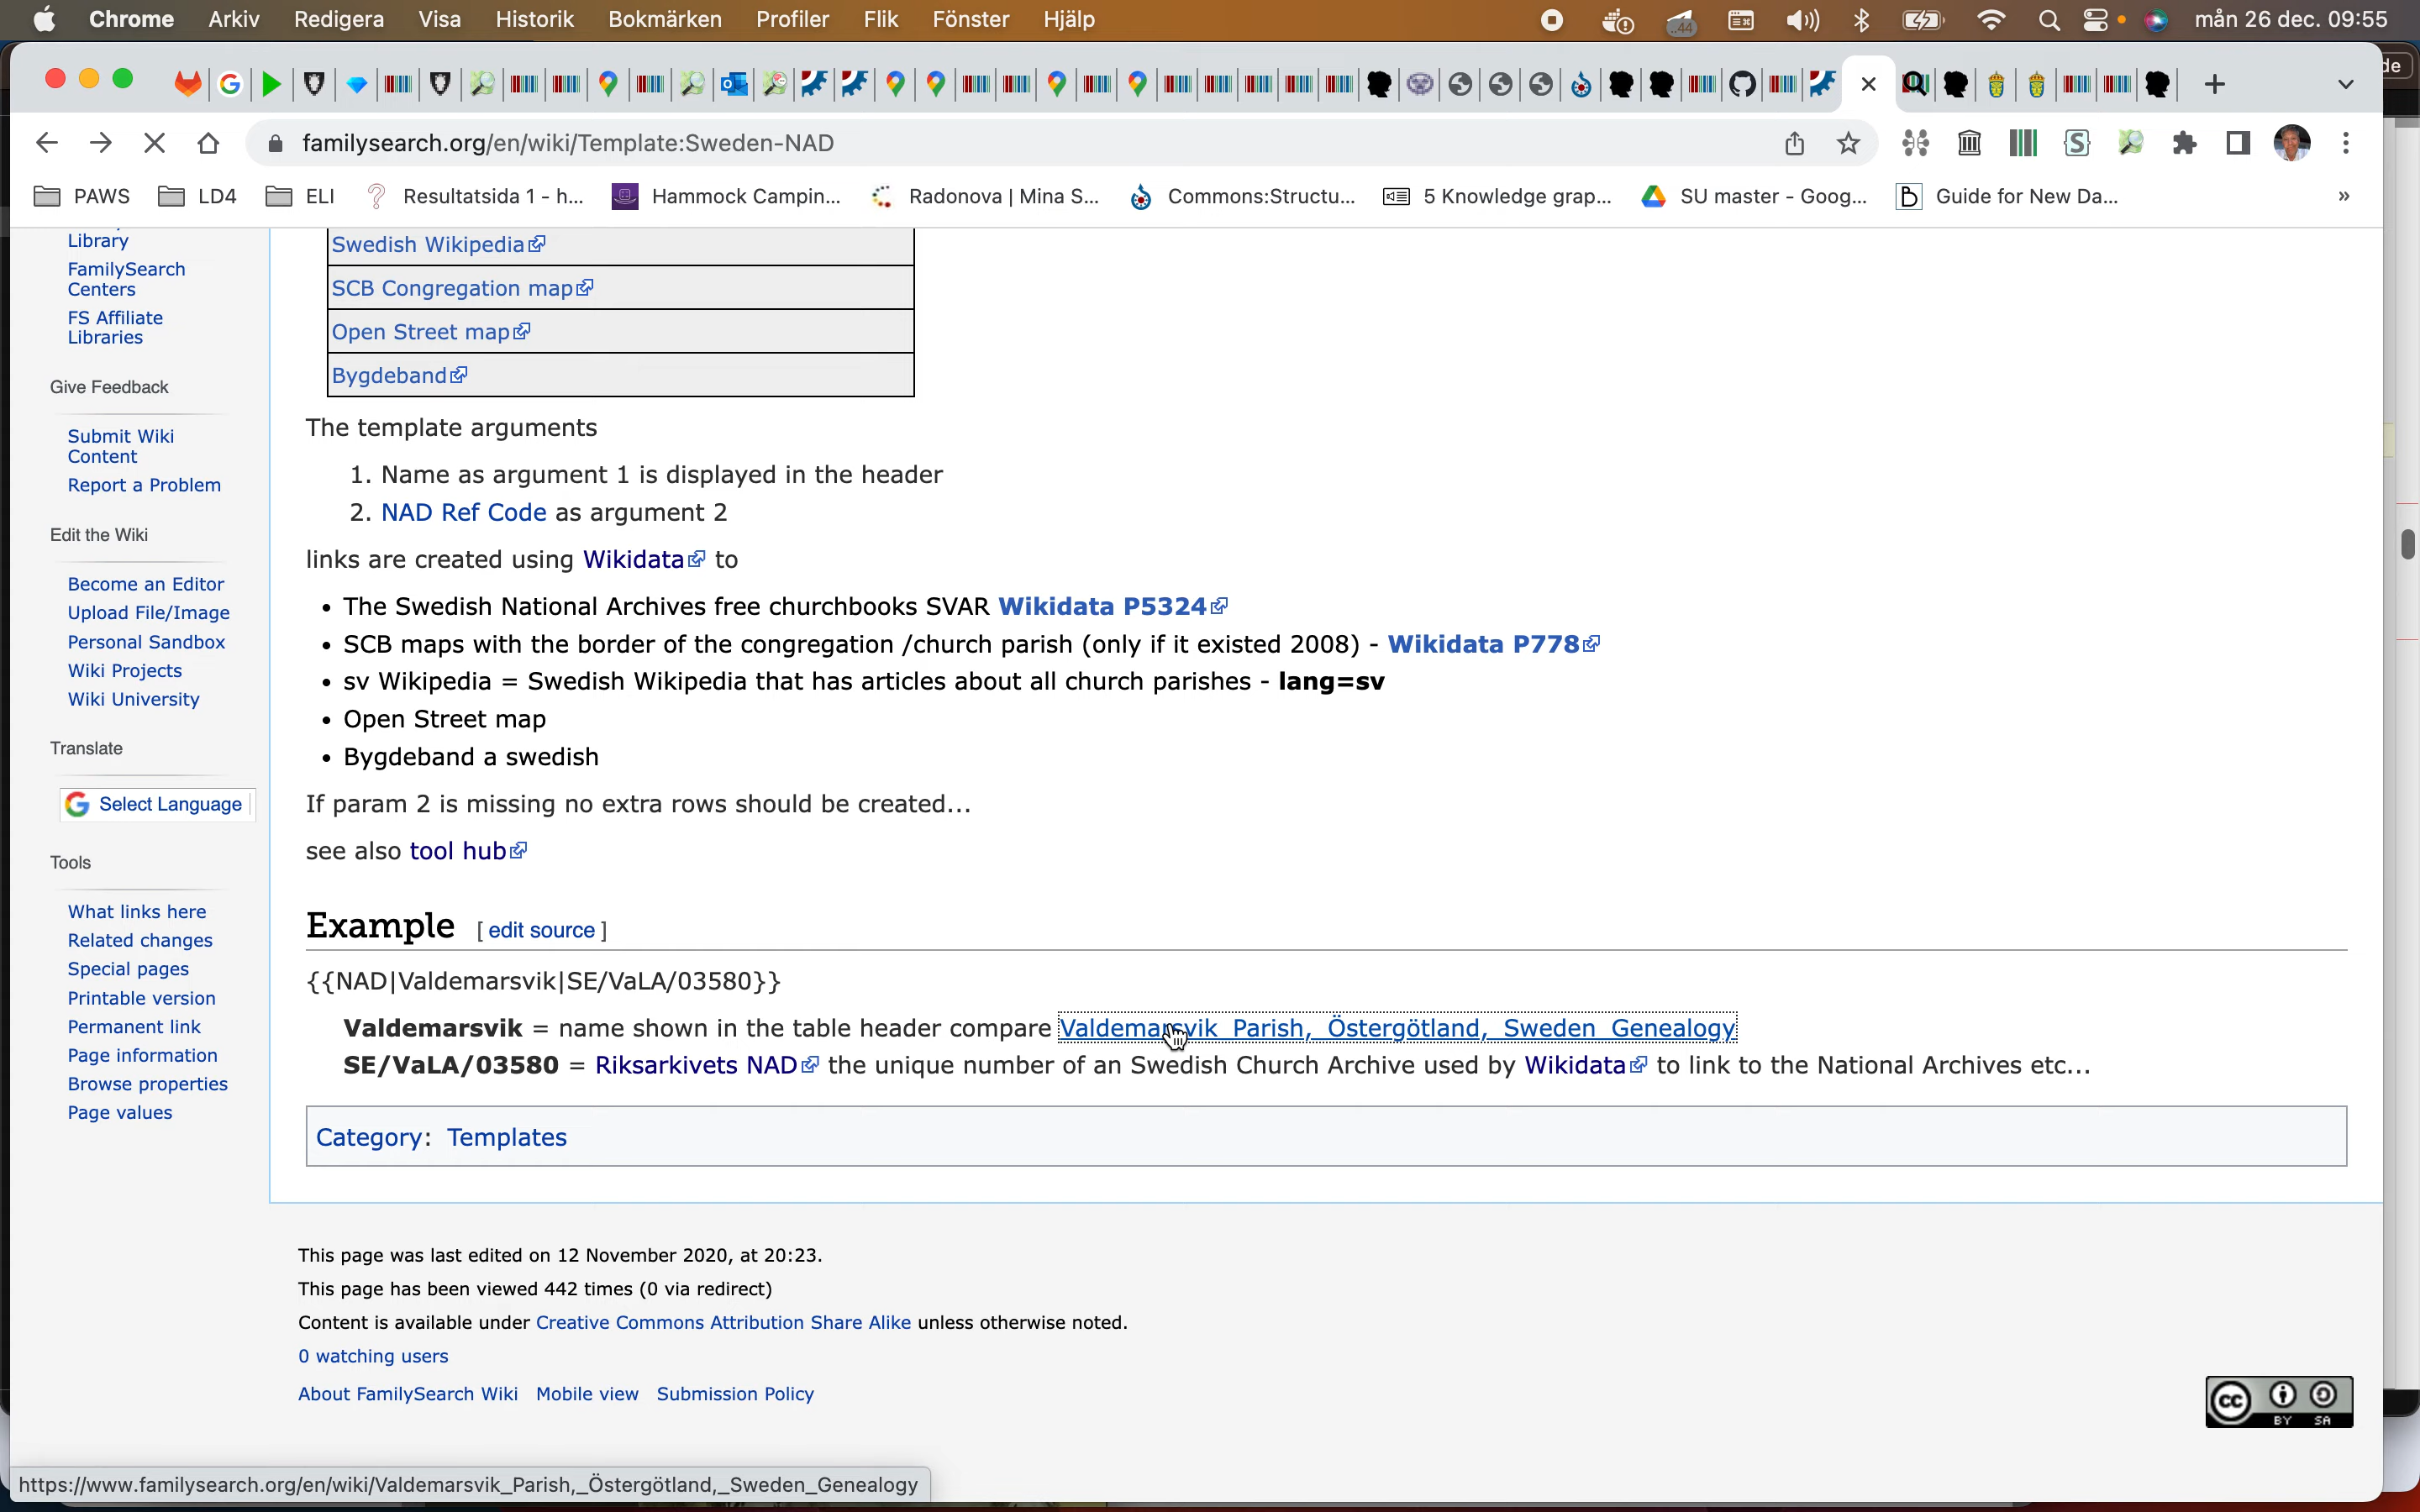 Chrome Arkiv Redigera Visa Historik Bokmärken Profiler Flik Fönster Hjälp mån 26 dec. 09:55
familysearch.org/en/wiki/Template:Sweden-NAD
PAWS LD4 ELI Resultatsida 1 - h... Hammock Campin... Radonova | Mina S... Commons:Structu... 5 Knowledge grap... SU master - Goog... Guide for New Da... »
Library
FamilySearch
Centers
FS Affiliate
Libraries
Give Feedback
Submit Wiki
Content
Report a Problem
Edit the Wiki
Become an Editor
Upload File/Image
Personal Sandbox
Wiki Projects
Wiki University
Translate
Select Language
Tools
What links here
Related changes
Special pages
Printable version
Permanent link
Page information
Browse properties
Page values
Swedish Wikipedia
SCB Congregation map
Open Street map
Bygdeband
The template arguments
1. Name as argument 1 is displayed in the header
2. NAD Ref Code as argument 2
links are created using Wikidata to
• The Swedish National Archives free churchbooks SVAR Wikidata P5324
• SCB maps with the border of the congregation /church parish (only if it existed 2008) - Wikidata P778
• sv Wikipedia = Swedish Wikipedia that has articles about all church parishes - lang=sv
• Open Street map
• Bygdeband a swedish
If param 2 is missing no extra rows should be created...
see also tool hub
Example [ edit source ]
{{NAD|Valdemarsvik|SE/VaLA/03580}}
Valdemarsvik = name shown in the table header compare Valdemarsvik Parish, Östergötland, Sweden Genealogy
SE/VaLA/03580 = Riksarkivets NAD the unique number of an Swedish Church Archive used by Wikidata to link to the National Archives etc...
Category: Templates
This page was last edited on 12 November 2020, at 20:23.
This page has been viewed 442 times (0 via redirect)
Content is available under Creative Commons Attribution Share Alike unless otherwise noted.
0 watching users
About FamilySearch Wiki Mobile view Submission Policy
cc BY SA
https://www.familysearch.org/en/wiki/Valdemarsvik_Parish,_Östergötland,_Sweden_Genealogy